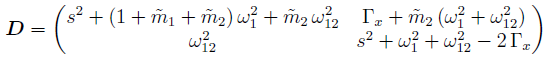 D = ( s² + (1 + m̃₁ + m̃₂) ω₁² + m̃₂ ω₁₂²    Γₓ + m̃₂ (ω₁² + ω₁₂²)
ω₁₂²    s² + ω₁² + ω₁₂² − 2 Γₓ )